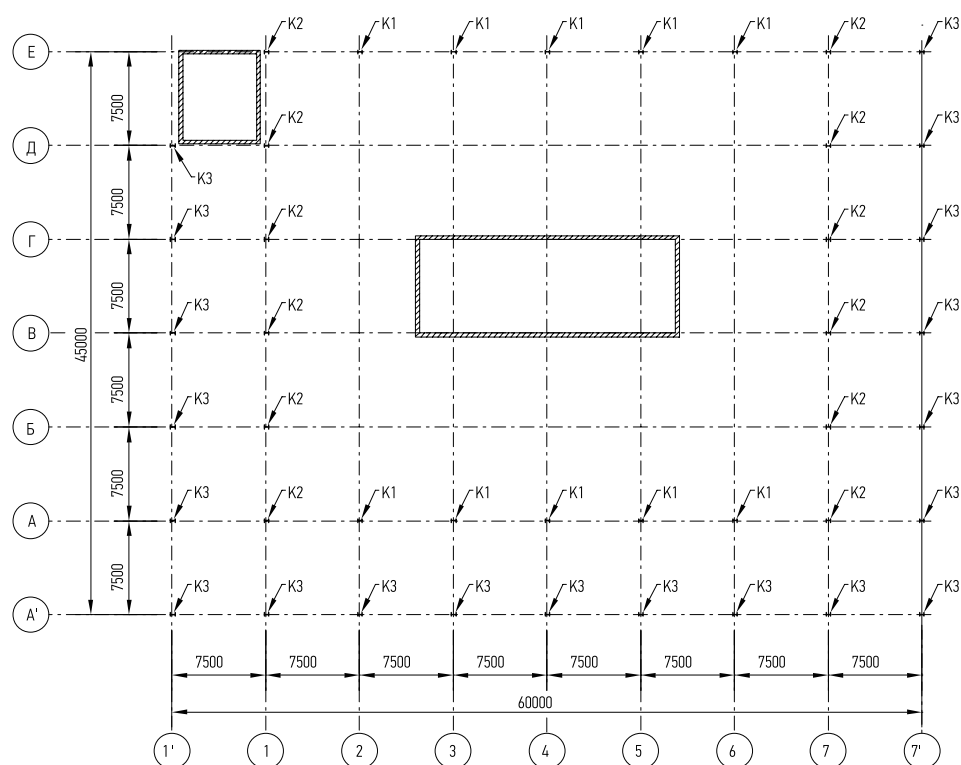 К2 К1 К1 К1 К1 К1 К2 К3
Е
7500
К2 К2 К3
Д
К3
7500
К3 К2 К2 К3
Г
7500
К3 К2 К2 К3
В
45000
7500
К3 К2 К2 К3
Б
7500
К3 К2 К1 К1 К1 К1 К1 К2 К3
А
7500
К3 К3 К3 К3 К3 К3 К3 К3 К3
А'
7500 7500 7500 7500 7500 7500 7500 7500
60000
1' 1 2 3 4 5 6 7 7'